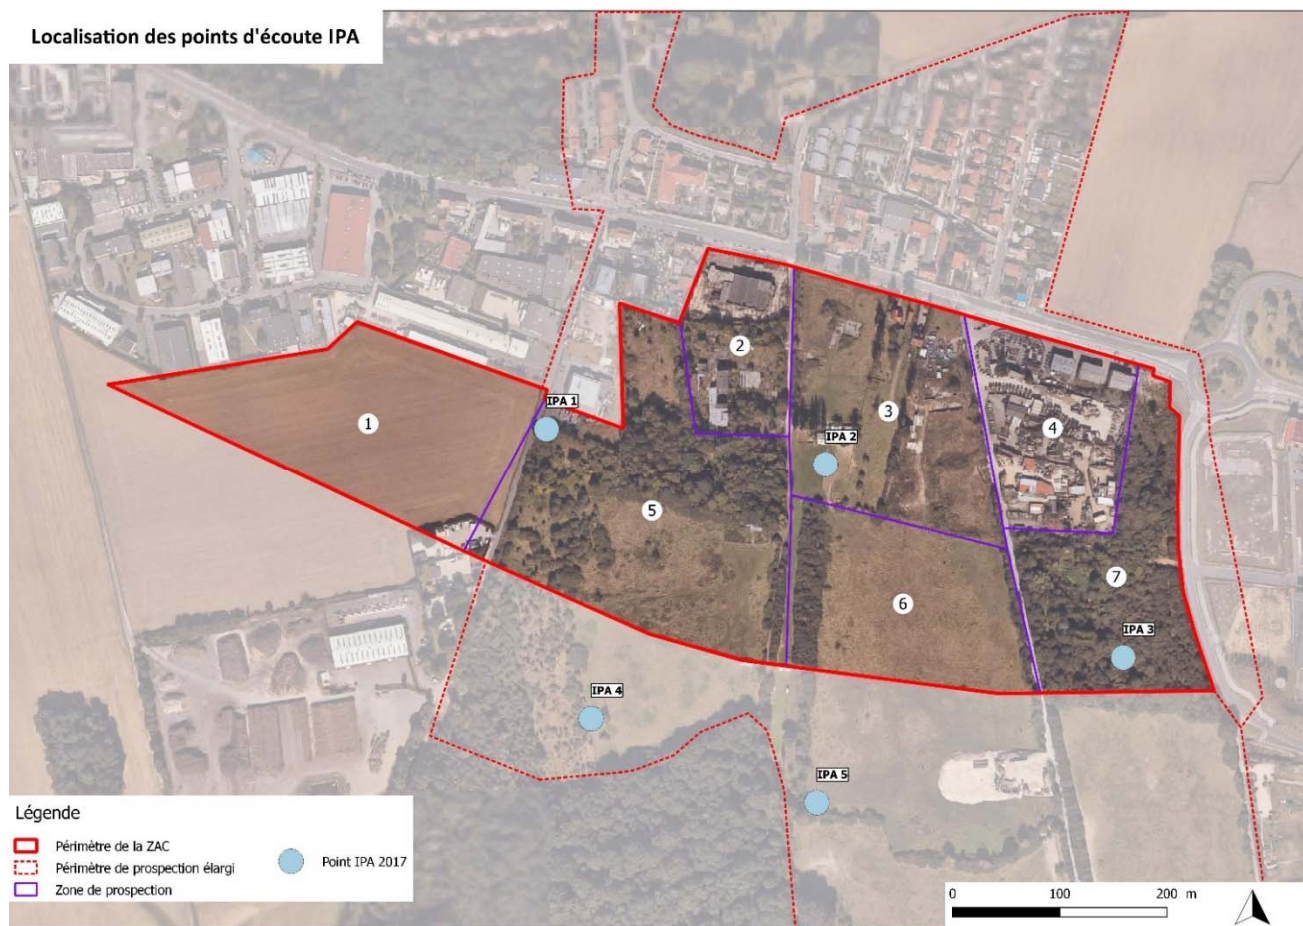 Localisation des points d'écoute IPA
2
1
IPA 1
3
4
IPA 2
5
7
6
IPA 3
IPA 4
IPA 5
Légende
Périmètre de la ZAC
Périmètre de prospection élargi
Zone de prospection
Point IPA 2017
0 100 200 m